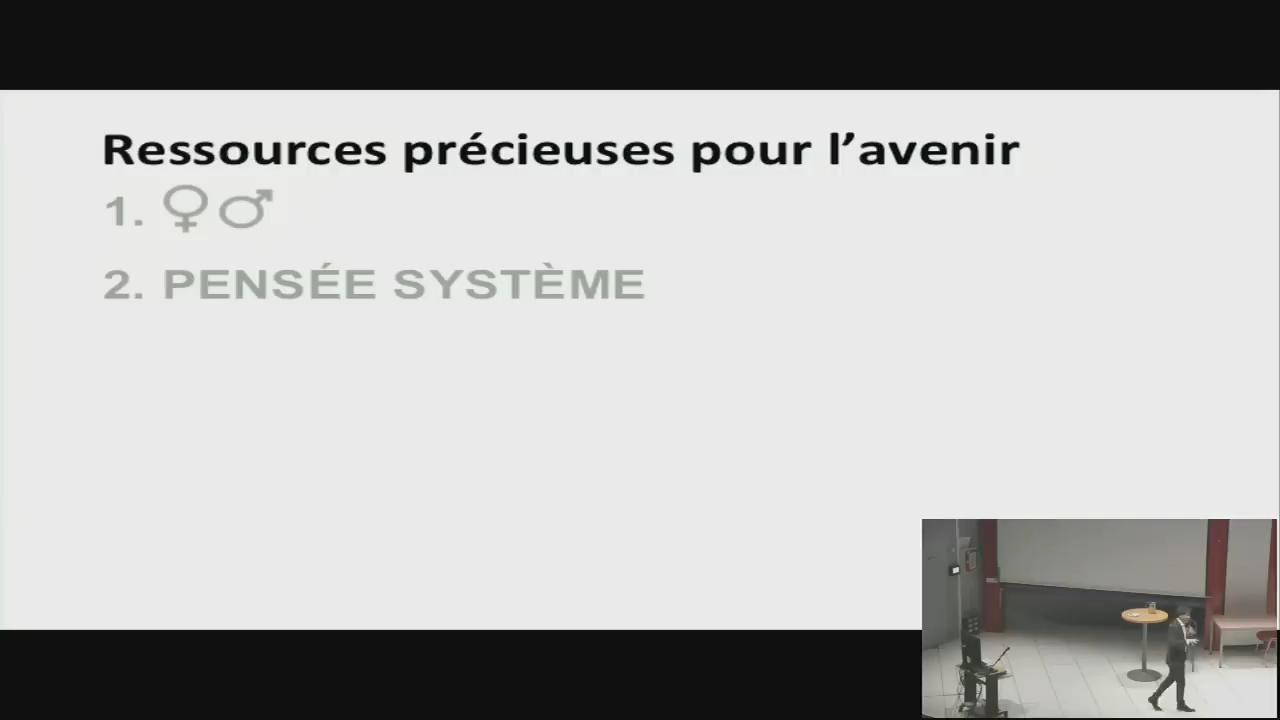 Ressources précieuses pour l’avenir
1. ♀♂
2. PENSÉE SYSTÈME